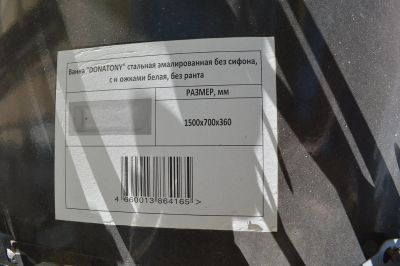 Ванна "DONATONY" стальная эмалированная без сифона,
с н ожками белая, без ранта
РАЗМЕР, мм
1500х700х360
4 660013 864165 >